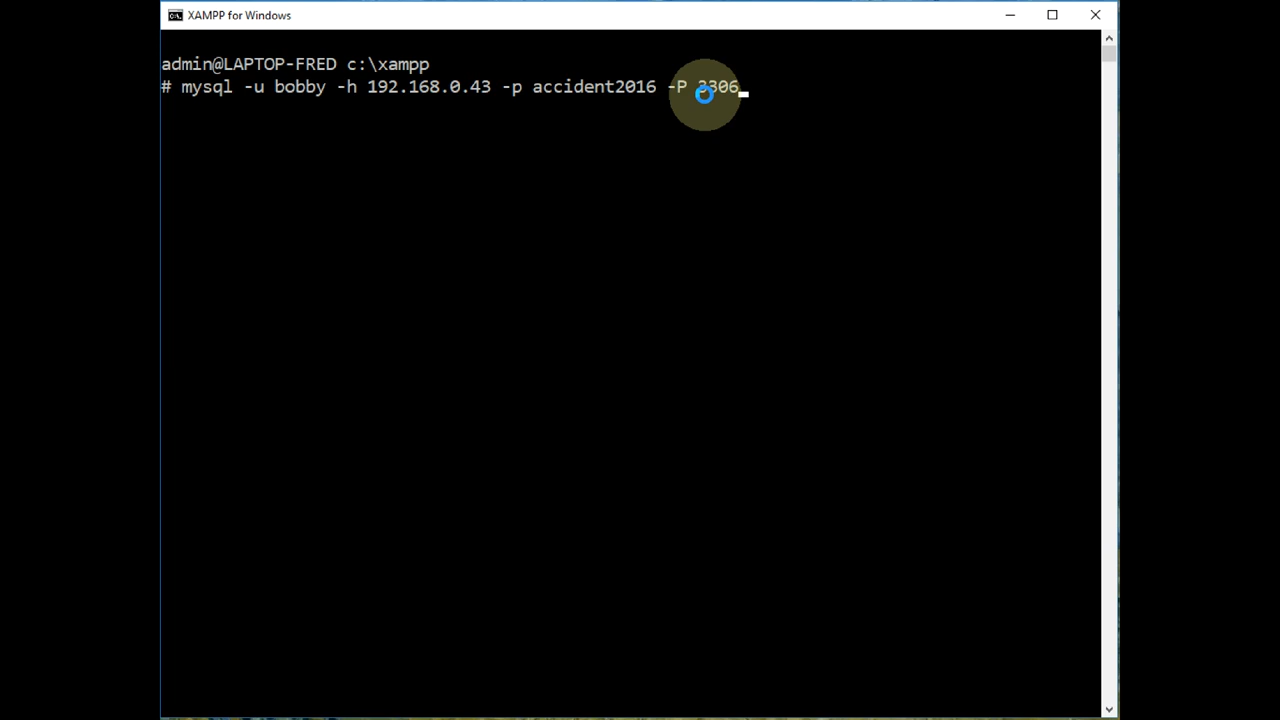 XAMPP for Windows
admin@LAPTOP-FRED c:\xampp
# mysql -u bobby -h 192.168.0.43 -p accident2016 -P 3306